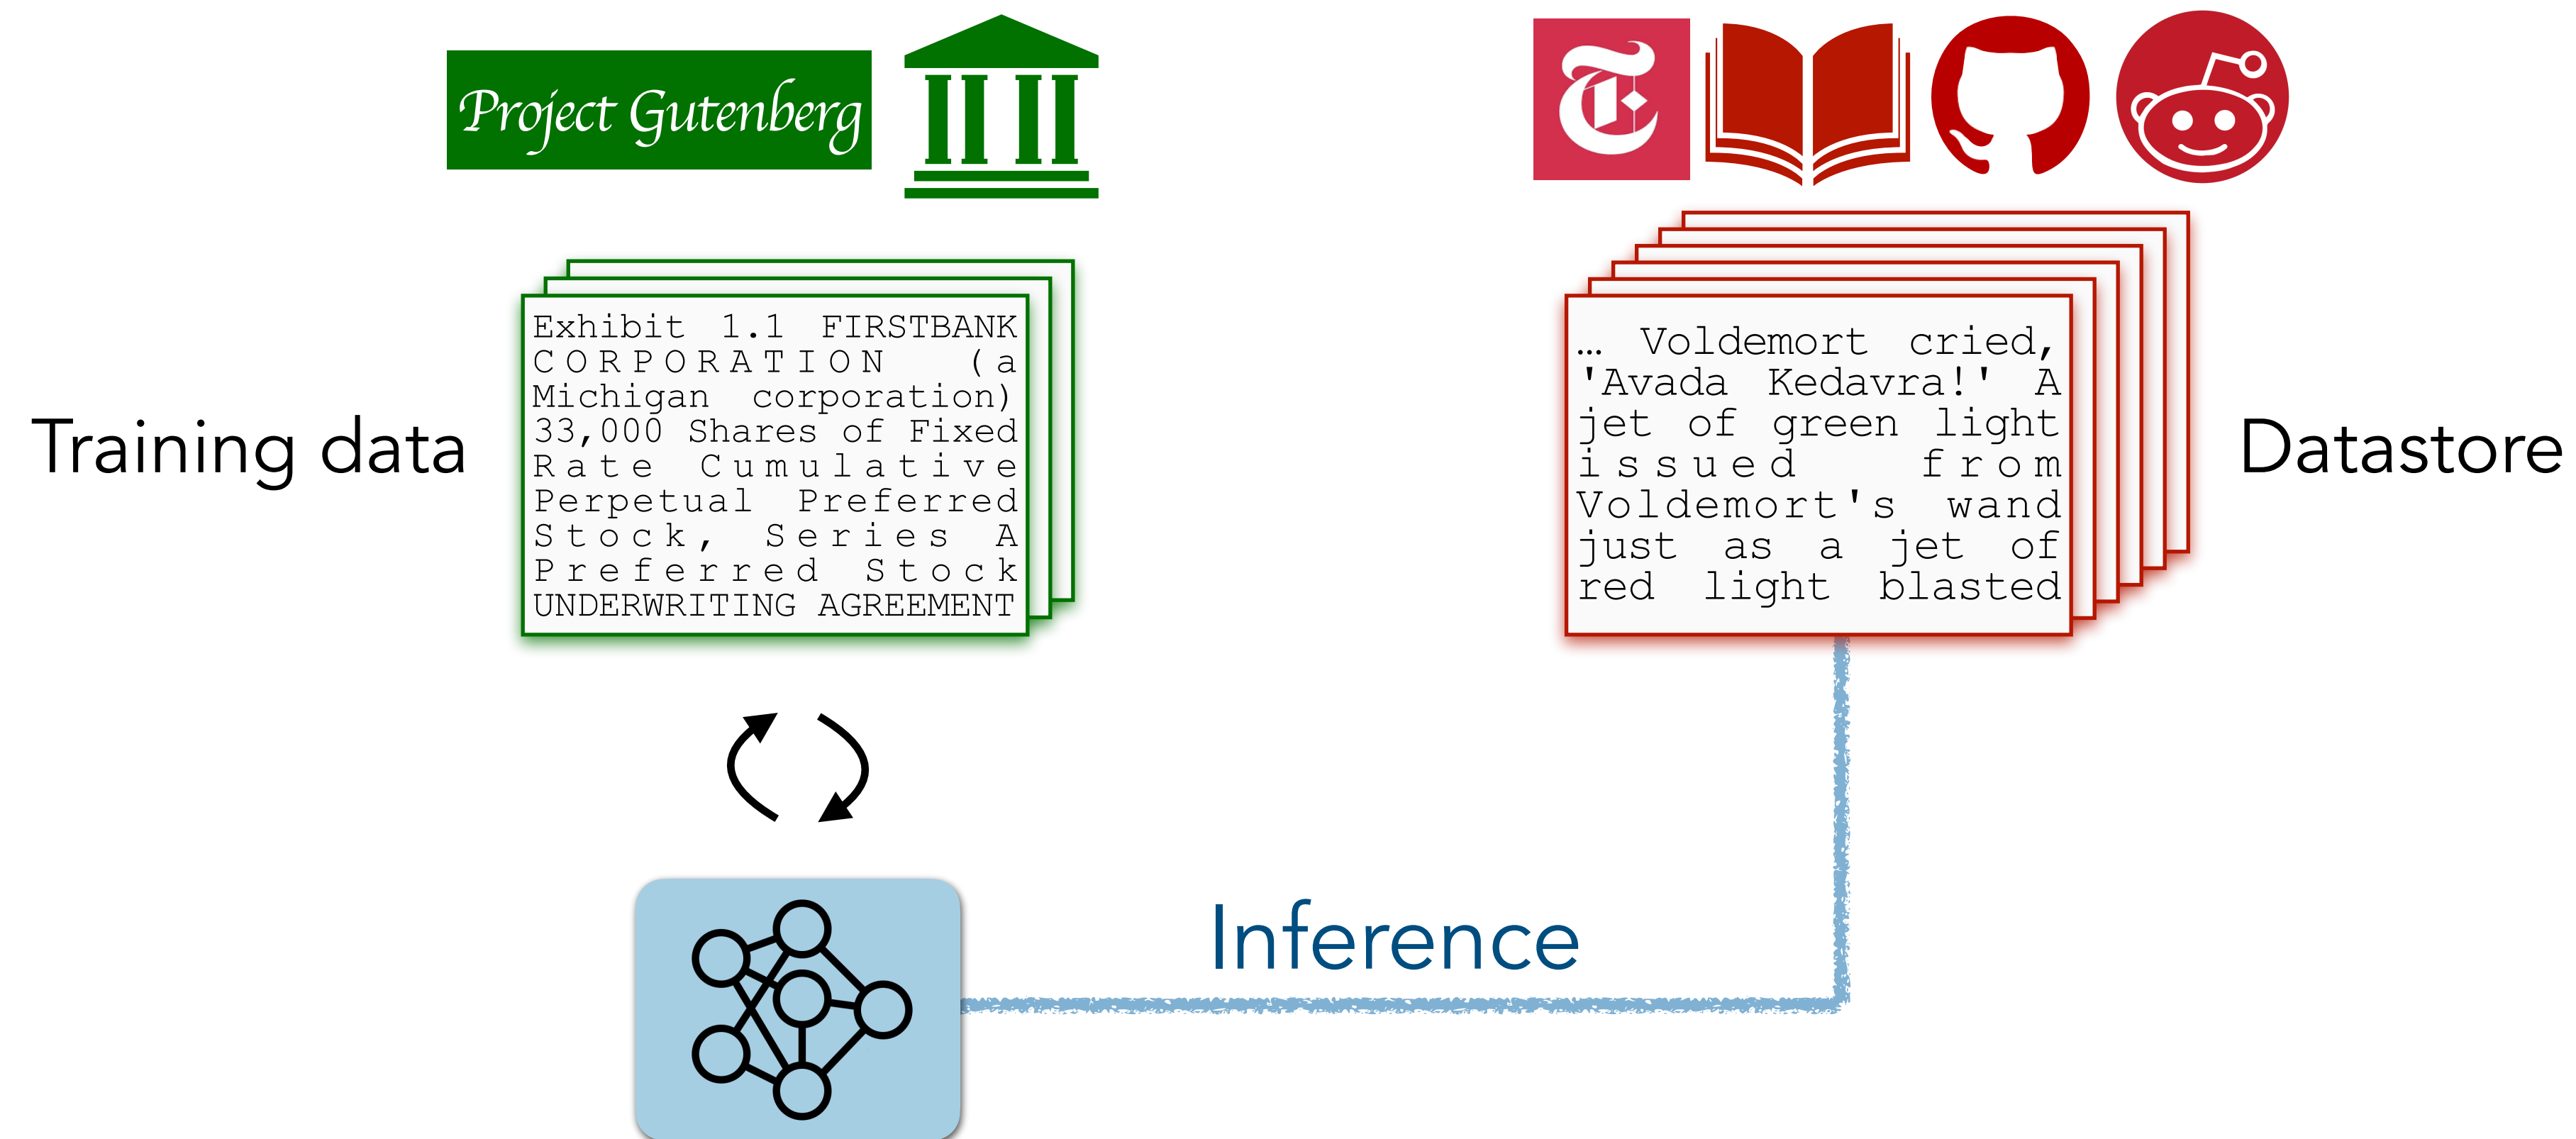 Project Gutenberg
Training data
Exhibit 1.1 FIRSTBANK
CORPORATION (a
Michigan corporation)
33,000 Shares of Fixed
Rate Cumulative
Perpetual Preferred
Stock, Series A
Preferred Stock
UNDERWRITING AGREEMENT
T
… Voldemort cried,
'Avada Kedavra!' A
jet of green light
issued from
Voldemort's wand
just as a jet of
red light blasted
Datastore
Inference